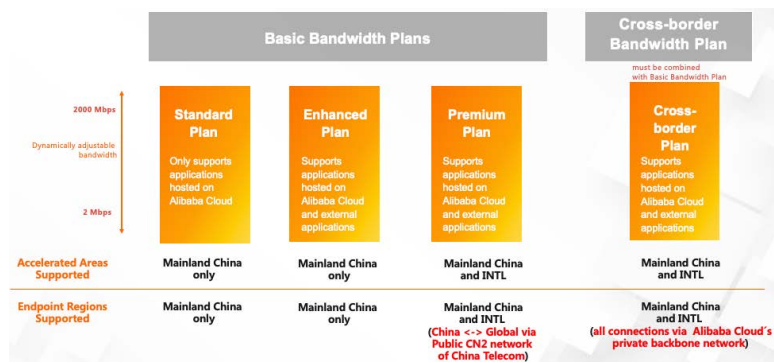 Basic Bandwidth Plans
Cross-border
Bandwidth Plan
must be combined
with Basic Bandwidth Plan
2000 Mbps
Dynamically adjustable
bandwidth
2 Mbps
Standard
Plan
Only supports
applications
hosted on
Alibaba Cloud
Enhanced
Plan
Supports
applications
hosted on
Alibaba Cloud
and external
applications
Premium
Plan
Supports
applications
hosted on
Alibaba Cloud
and external
applications
Cross-
border
Plan
Supports
applications
hosted on
Alibaba Cloud
and external
applications
Accelerated Areas
Supported
Mainland China
only
Mainland China
only
Mainland China
and INTL
Mainland China
and INTL
Endpoint Regions
Supported
Mainland China
only
Mainland China
only
Mainland China
and INTL
(China <-> Global via
Public CN2 network
of China Telecom)
Mainland China
and INTL
(all connections via Alibaba Cloud´s
private backbone network)